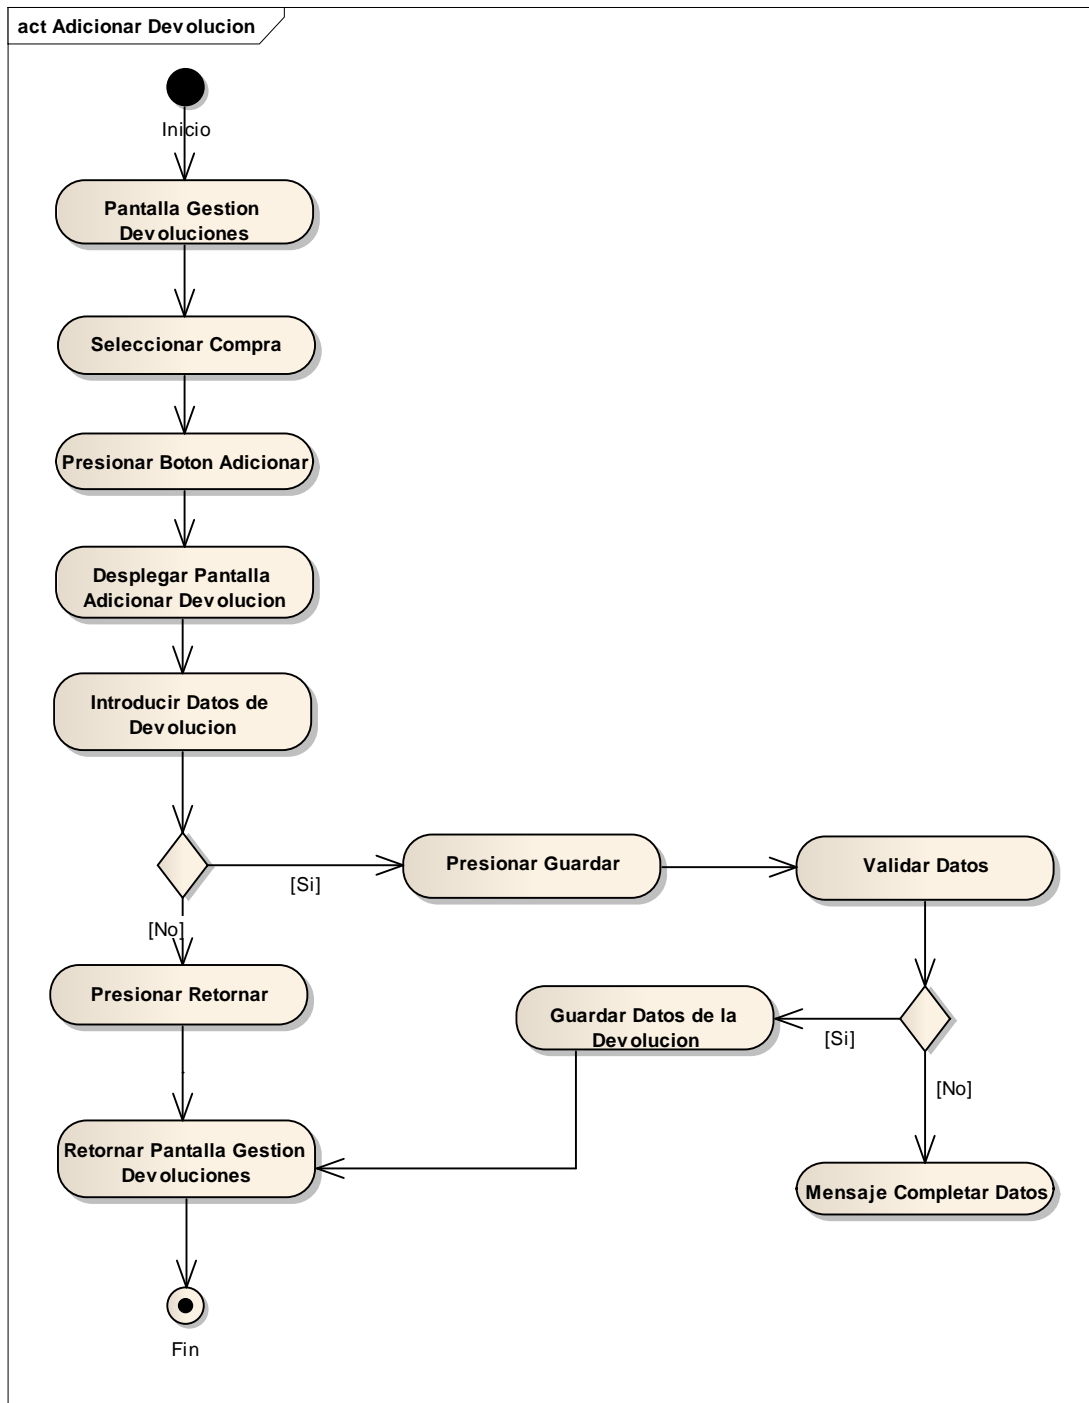 act Adicionar Devolucion
Inicio
Pantalla Gestion
Devoluciones
Seleccionar Compra
Presionar Boton Adicionar
Desplegar Pantalla
Adicionar Devolucion
Introducir Datos de
Devolucion
[Si]
Presionar Guardar
Validar Datos
[No]
Presionar Retornar
Guardar Datos de la
Devolucion
[Si]
[No]
Retornar Pantalla Gestion
Devoluciones
Mensaje Completar Datos
Fin